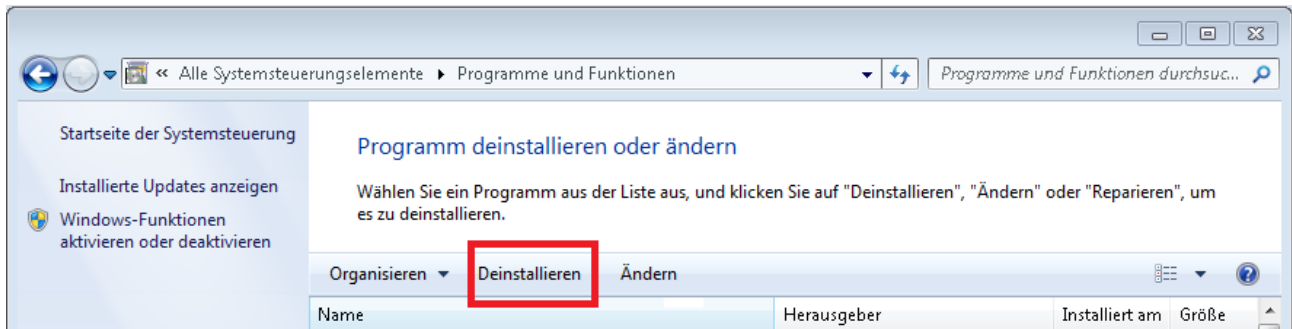 « Alle Systemsteuerungselemente ▸ Programme und Funktionen
Programme und Funktionen durchsuc...
Startseite der Systemsteuerung
Installierte Updates anzeigen
Windows-Funktionen
aktivieren oder deaktivieren
Programm deinstallieren oder ändern
Wählen Sie ein Programm aus der Liste aus, und klicken Sie auf "Deinstallieren", "Ändern" oder "Reparieren", um
es zu deinstallieren.
Organisieren Deinstallieren Ändern
Name Herausgeber Installiert am Größe